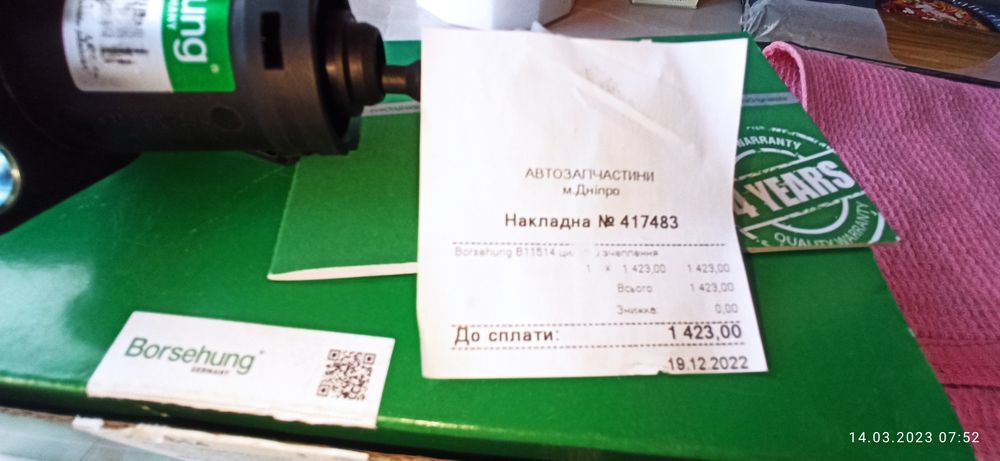 ung®
GERMANY
WARRANTY
4 YEARS
QUALITY WARRANTY
АВТОЗАПЧАСТИНИ
м.Дніпро
Накладна № 417483
Borsehung B11514 зчеплення
1 X 1 423,00 1 423,00
Всього: 1 423,00
Знижка: 0,00
До сплати: 1 423,00
19.12.2022
Borsehung®
GERMANY
14.03.2023 07:52